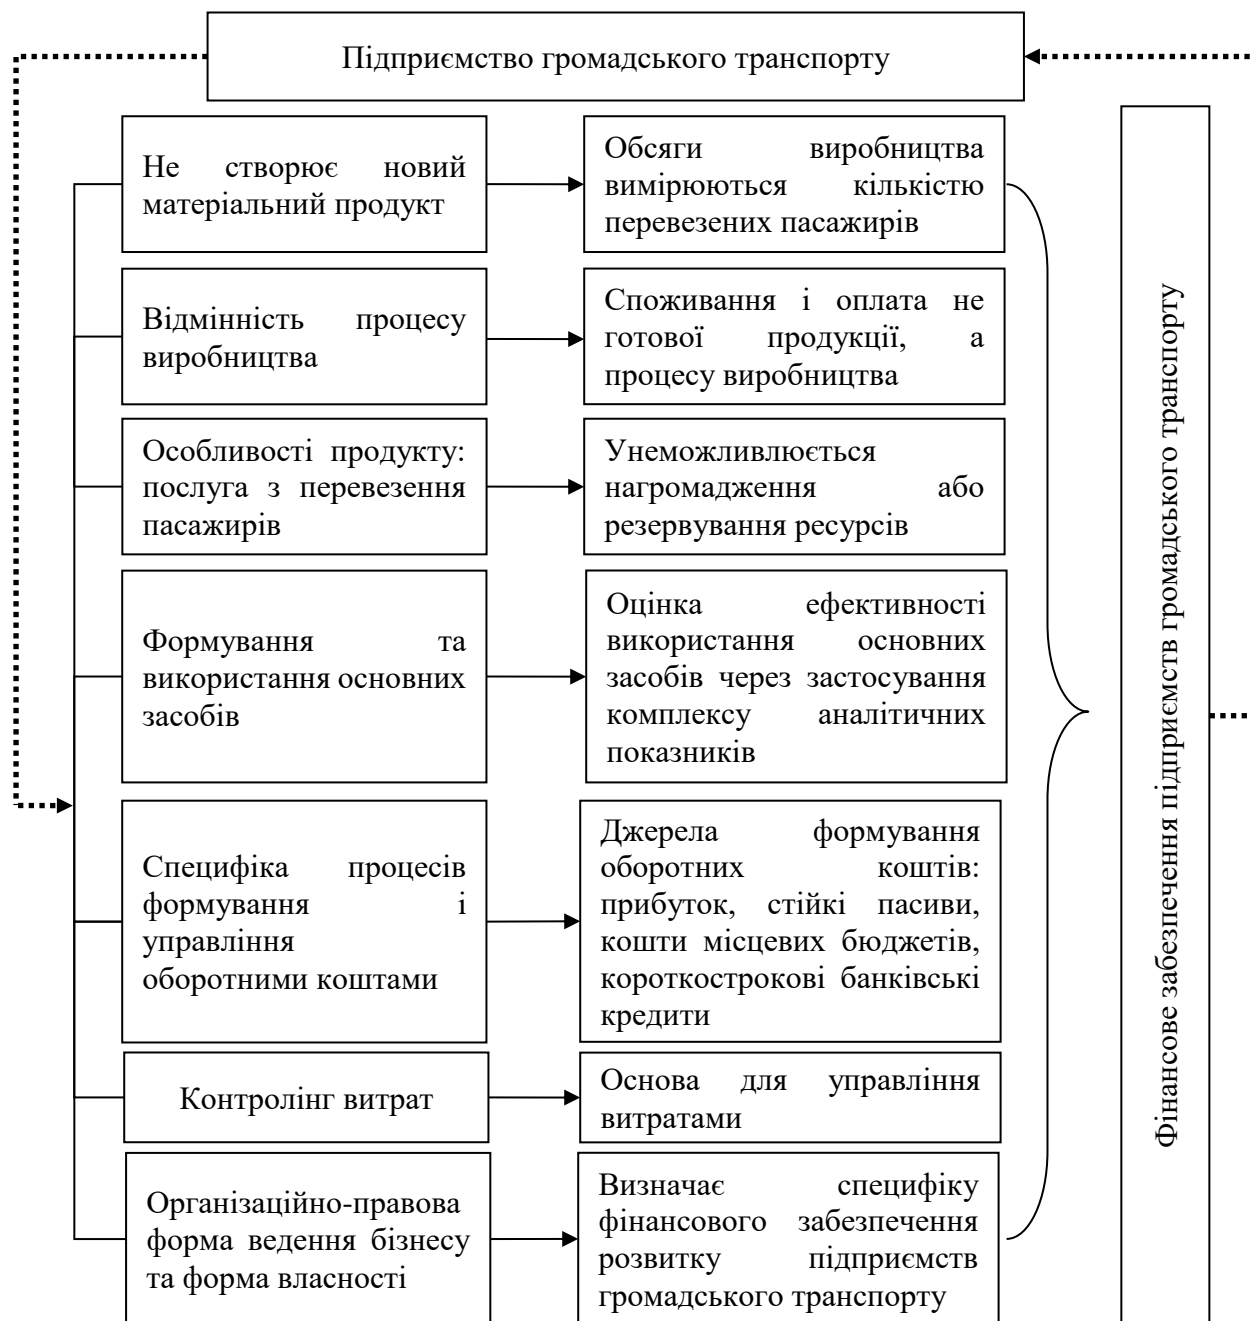 Підприємство громадського транспорту
Не створює новий
матеріальний продукт
Обсяги виробництва
вимірюються кількістю
перевезених пасажирів
Відмінність процесу
виробництва
Споживання і оплата не
готової продукції, а
процесу виробництва
Особливості продукту:
послуга з перевезення
пасажирів
Унеможливлюється
нагромадження або
резервування ресурсів
Формування та
використання основних
засобів
Оцінка ефективності
використання основних
засобів через застосування
комплексу аналітичних
показників
Специфіка процесів
формування і
управління
оборотними коштами
Джерела формування
оборотних коштів:
прибуток, стійкі пасиви,
кошти місцевих бюджетів,
короткострокові банківські
кредити
Контролінг витрат
Основа для управління
витратами
Організаційно-правова
форма ведення бізнесу
та форма власності
Визначає специфіку
фінансового забезпечення
розвитку підприємств
громадського транспорту
Фінансове забезпечення підприємств громадського транспорту